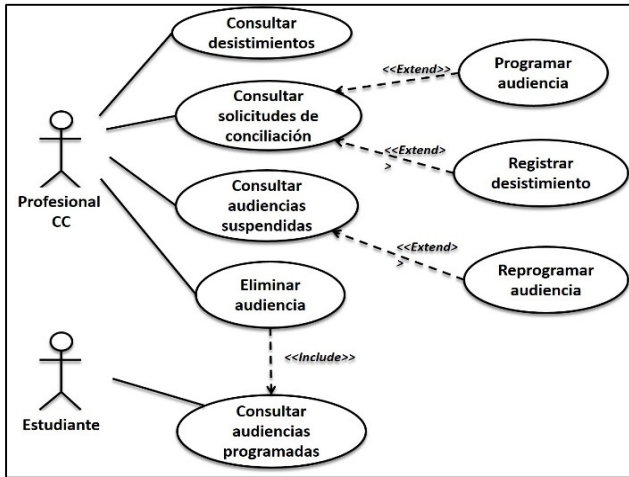 Consultar
desistimientos
<<Extend>>
Programar
audiencia
Consultar
solicitudes de
conciliación
<<Extend>
>
Registrar
desistimiento
Profesional
CC
Consultar
audiencias
suspendidas
<<Extend>
>
Reprogramar
audiencia
Eliminar
audiencia
<<Include>>
Estudiante
Consultar
audiencias
programadas